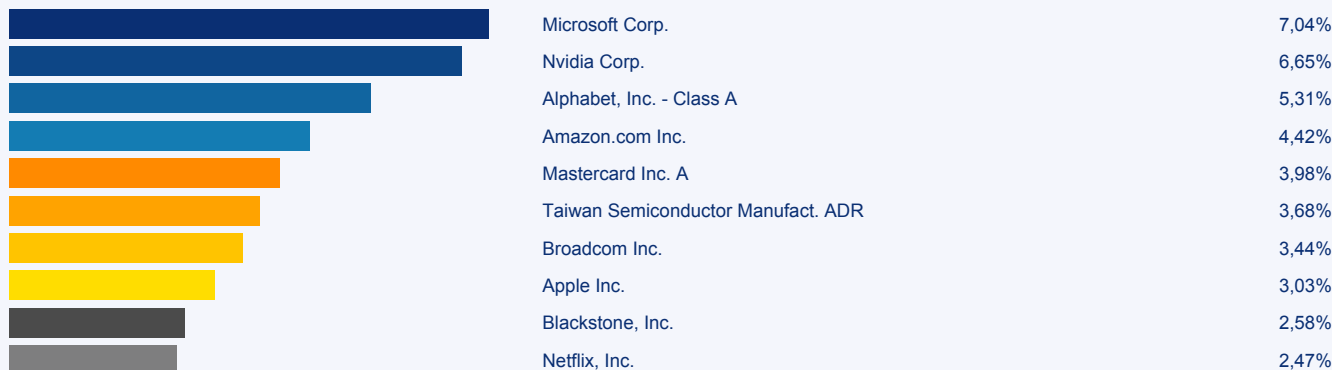 Microsoft Corp. 7,04%
Nvidia Corp. 6,65%
Alphabet, Inc. - Class A 5,31%
Amazon.com Inc. 4,42%
Mastercard Inc. A 3,98%
Taiwan Semiconductor Manufact. ADR 3,68%
Broadcom Inc. 3,44%
Apple Inc. 3,03%
Blackstone, Inc. 2,58%
Netflix, Inc. 2,47%